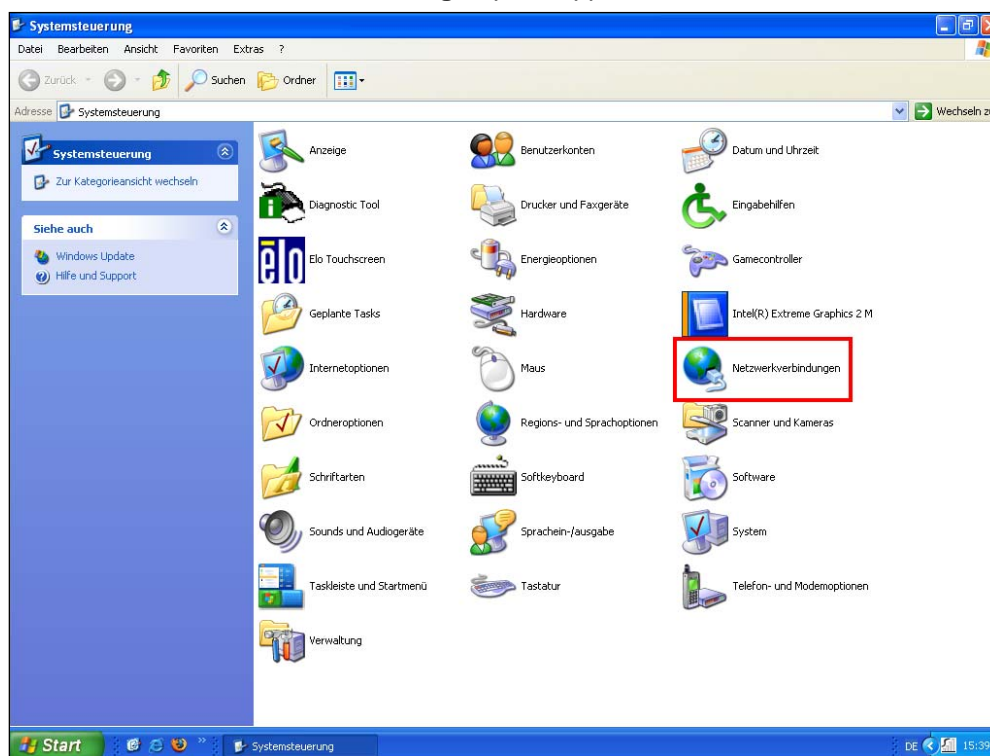 Systemsteuerung
Datei Bearbeiten Ansicht Favoriten Extras ?
Zurück Suchen Ordner
Adresse Systemsteuerung Wechseln
Systemsteuerung
Zur Kategorieansicht wechseln
Siehe auch
Windows Update
Hilfe und Support
Anzeige Benutzerkonten Datum und Uhrzeit
Diagnostic Tool Drucker und Faxgeräte Eingabehilfen
elo Elo Touchscreen Energieoptionen Gamecontroller
Geplante Tasks Hardware Intel(R) Extreme Graphics 2 M
Internetoptionen Maus Netzwerkverbindungen
Ordneroptionen Regions- und Sprachoptionen Scanner und Kameras
Schriftarten Softkeyboard Software
Sounds und Audiogeräte Sprachein-/ausgabe System
Taskleiste und Startmenü Tastatur Telefon- und Modemoptionen
Verwaltung
Start Systemsteuerung DE 15:39